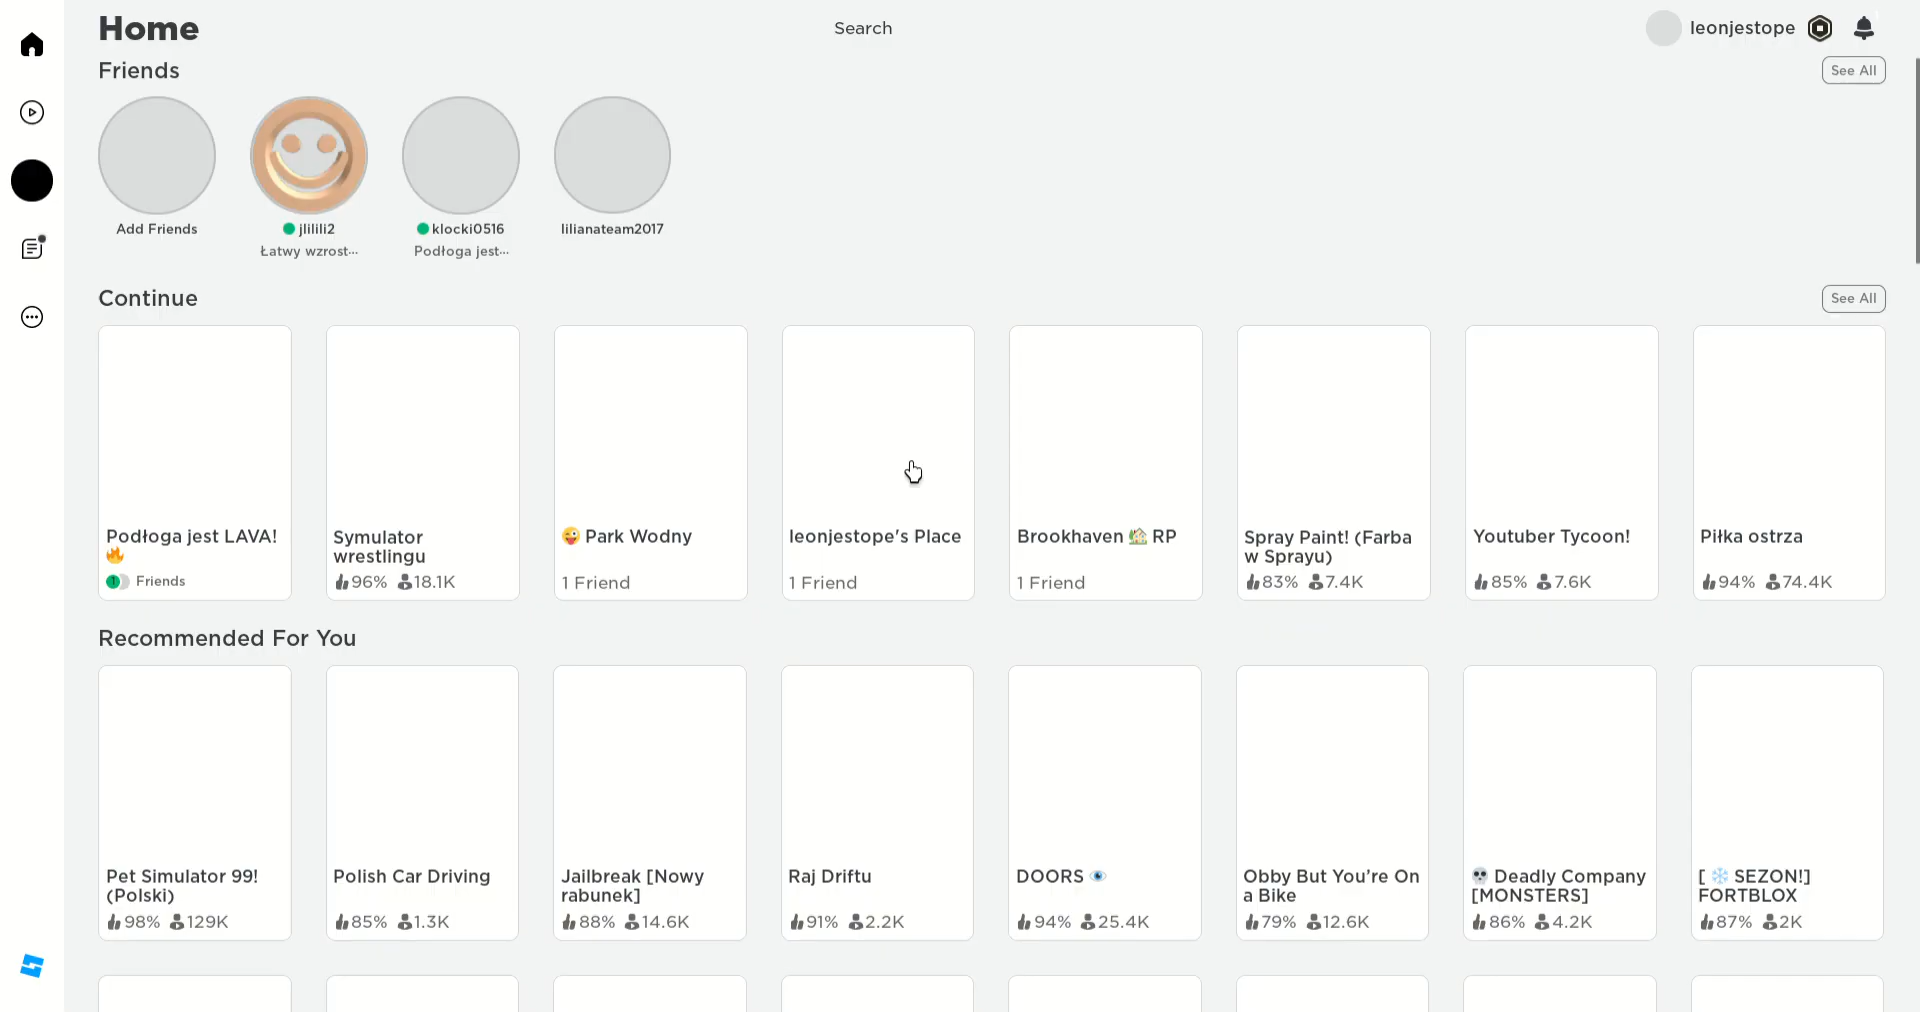 Home
Search
leonjestope
Friends
See All
Add Friends
jlilili2
klocki0516
lilianateam2017
Łatwy wzrost...
Podłoga jest...
Continue
See All
Podłoga jest LAVA! 🔥
1 Friends
Symulator wrestlingu
96% 18.1K
😜 Park Wodny
1 Friend
leonjestope's Place
1 Friend
Brookhaven 🏡 RP
1 Friend
Spray Paint! (Farba w Sprayu)
83% 7.4K
Youtuber Tycoon!
85% 7.6K
Piłka ostrza
94% 74.4K
Recommended For You
Pet Simulator 99! (Polski)
98% 129K
Polish Car Driving
85% 1.3K
Jailbreak [Nowy rabunek]
88% 14.6K
Raj Driftu
91% 2.2K
DOORS 👁️
94% 25.4K
Obby But You're On a Bike
79% 12.6K
💀 Deadly Company [MONSTERS]
86% 4.2K
[ ❄️ SEZON!] FORTBLOX
87% 2K